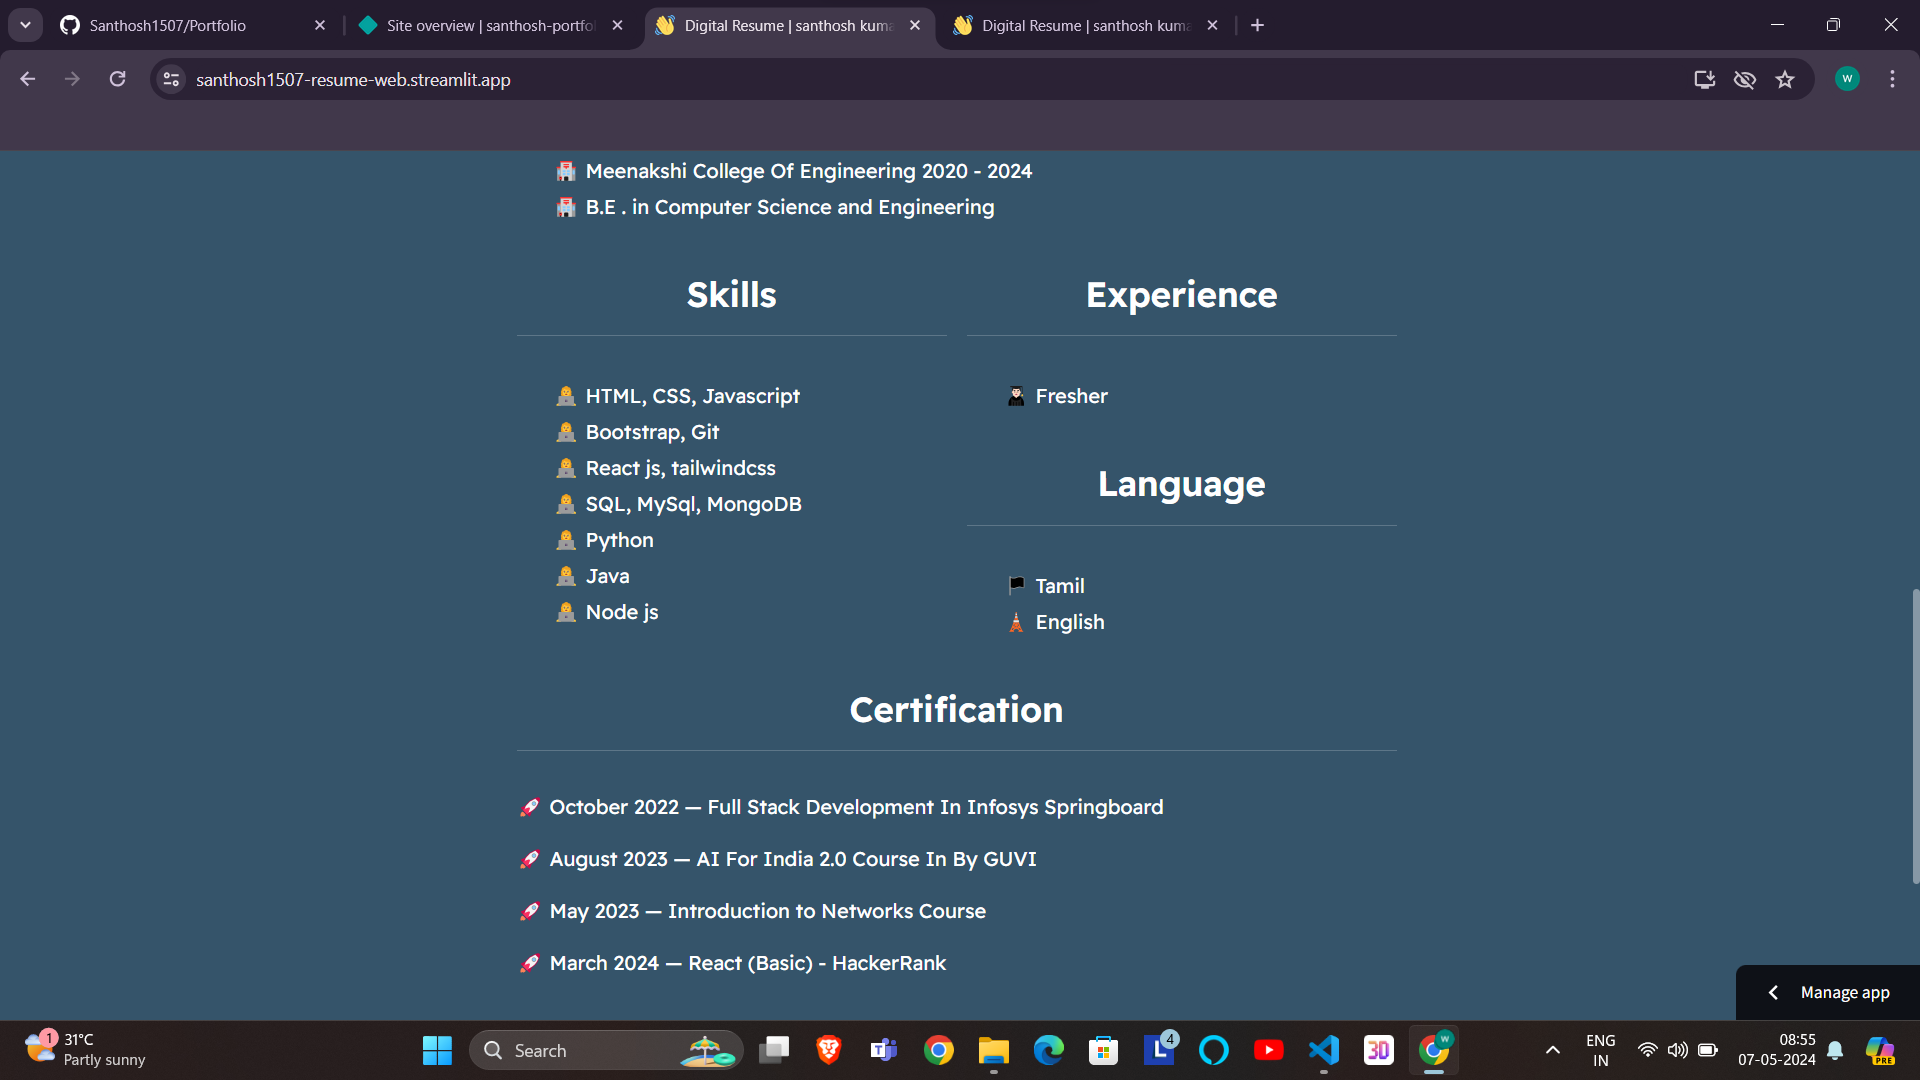 Santhosh1507/Portfolio
Site overview | santhosh-portfo
Digital Resume | santhosh kuma
Digital Resume | santhosh kuma
santhosh1507-resume-web.streamlit.app
W
Meenakshi College Of Engineering 2020 - 2024
B.E . in Computer Science and Engineering
Skills
HTML, CSS, Javascript
Bootstrap, Git
React js, tailwindcss
SQL, MySql, MongoDB
Python
Java
Node js
Experience
Fresher
Language
Tamil
English
Certification
October 2022 — Full Stack Development In Infosys Springboard
August 2023 — AI For India 2.0 Course In By GUVI
May 2023 — Introduction to Networks Course
March 2024 — React (Basic) - HackerRank
Manage app
1
31°C
Partly sunny
Search
T
L
4
3D
W
ENG
IN
08:55
07-05-2024
PRE